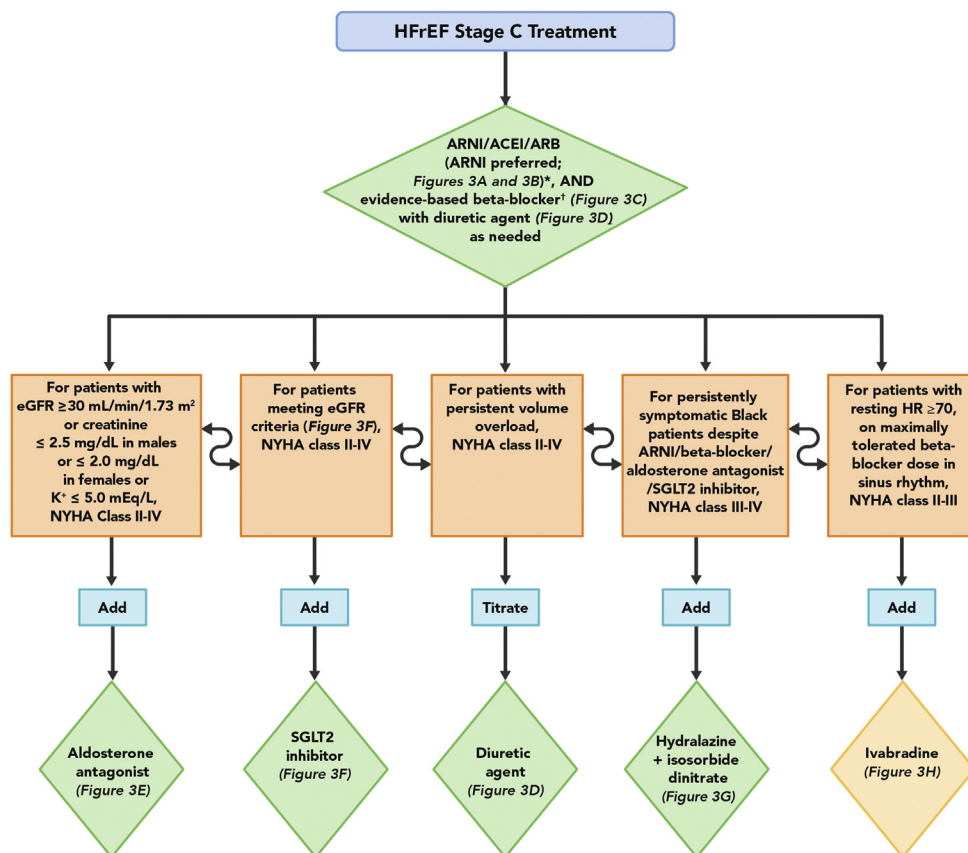 HFrEF Stage C Treatment
ARNI/ACEI/ARB
(ARNI preferred;
Figures 3A and 3B)*, AND
evidence-based beta-blocker† (Figure 3C)
with diuretic agent (Figure 3D)
as needed
For patients with
eGFR ≥30 mL/min/1.73 m²
or creatinine
≤ 2.5 mg/dL in males
or ≤ 2.0 mg/dL
in females or
K⁺ ≤ 5.0 mEq/L,
NYHA Class II-IV
For patients
meeting eGFR
criteria (Figure 3F),
NYHA class II-IV
For patients with
persistent volume
overload,
NYHA class II-IV
For persistently
symptomatic Black
patients despite
ARNI/beta-blocker/
aldosterone antagonist
/SGLT2 inhibitor,
NYHA class III-IV
For patients with
resting HR ≥70,
on maximally
tolerated beta-
blocker dose in
sinus rhythm,
NYHA class II-III
Add
Add
Titrate
Add
Add
Aldosterone
antagonist
(Figure 3E)
SGLT2
inhibitor
(Figure 3F)
Diuretic
agent
(Figure 3D)
Hydralazine
+ isosorbide
dinitrate
(Figure 3G)
Ivabradine
(Figure 3H)